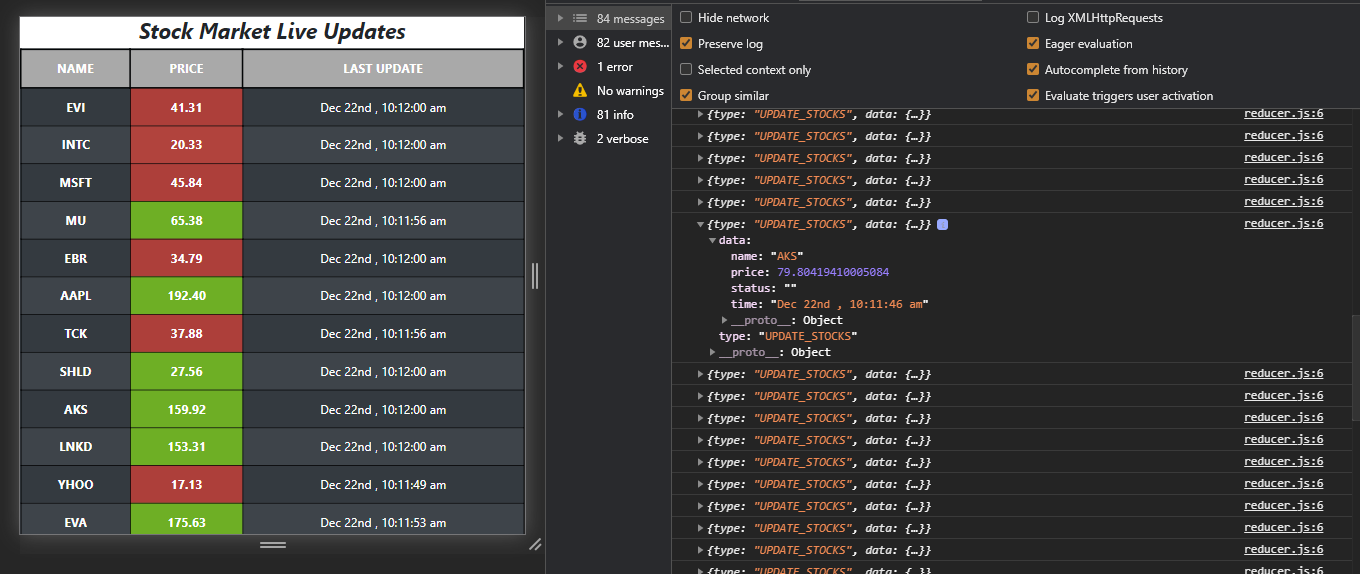 Stock Market Live Updates
NAME PRICE LAST UPDATE
EVI 41.31 Dec 22nd , 10:12:00 am
INTC 20.33 Dec 22nd , 10:12:00 am
MSFT 45.84 Dec 22nd , 10:12:00 am
MU 65.38 Dec 22nd , 10:11:56 am
EBR 34.79 Dec 22nd , 10:12:00 am
AAPL 192.40 Dec 22nd , 10:12:00 am
TCK 37.88 Dec 22nd , 10:11:56 am
SHLD 27.56 Dec 22nd , 10:12:00 am
AKS 159.92 Dec 22nd , 10:12:00 am
LNKD 153.31 Dec 22nd , 10:12:00 am
YHOO 17.13 Dec 22nd , 10:11:49 am
EVA 175.63 Dec 22nd , 10:11:53 am
84 messages
82 user mes...
1 error
No warnings
81 info
2 verbose
Hide network Log XMLHttpRequests
Preserve log Eager evaluation
Selected context only Autocomplete from history
Group similar Evaluate triggers user activation
{type: "UPDATE_STOCKS", data: {…}} reducer.js:6
{type: "UPDATE_STOCKS", data: {…}} reducer.js:6
{type: "UPDATE_STOCKS", data: {…}} reducer.js:6
{type: "UPDATE_STOCKS", data: {…}} reducer.js:6
{type: "UPDATE_STOCKS", data: {…}} reducer.js:6
{type: "UPDATE_STOCKS", data: {…}} reducer.js:6
data:
name: "AKS"
price: 79.80419410005084
status: ""
time: "Dec 22nd , 10:11:46 am"
__proto__: Object
type: "UPDATE_STOCKS"
__proto__: Object
{type: "UPDATE_STOCKS", data: {…}} reducer.js:6
{type: "UPDATE_STOCKS", data: {…}} reducer.js:6
{type: "UPDATE_STOCKS", data: {…}} reducer.js:6
{type: "UPDATE_STOCKS", data: {…}} reducer.js:6
{type: "UPDATE_STOCKS", data: {…}} reducer.js:6
{type: "UPDATE_STOCKS", data: {…}} reducer.js:6
{type: "UPDATE_STOCKS", data: {…}} reducer.js:6
{type: "UPDATE_STOCKS", data: {…}} reducer.js:6
{type: "UPDATE_STOCKS", data: {…}} reducer.js:6
{type: "UPDATE_STOCKS", data: {…}} reducer.js:6